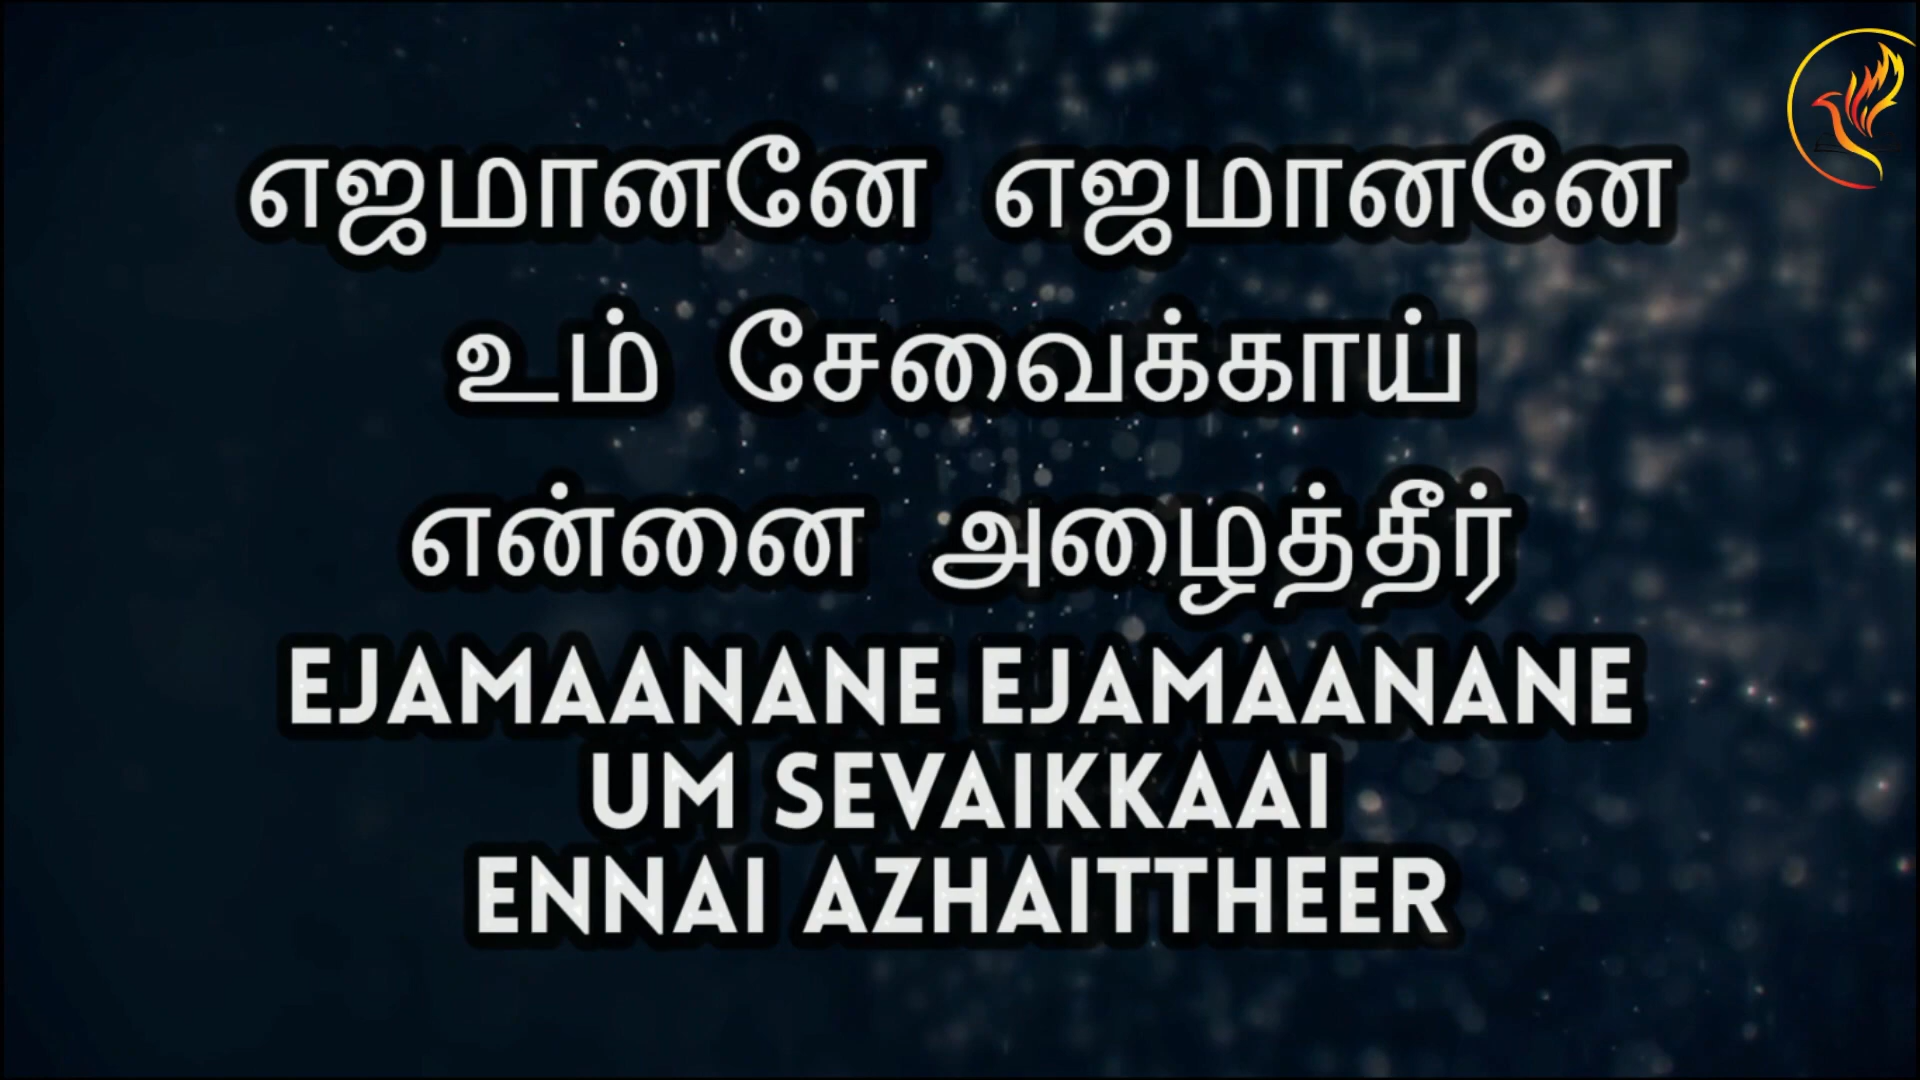 எஜமானனே எஜமானனே
உம் சேவைக்காய்
என்னை அழைத்தீர்
EJAMAANANE EJAMAANANE
UM SEVAIKKAAI
ENNAI AZHAITTHEER